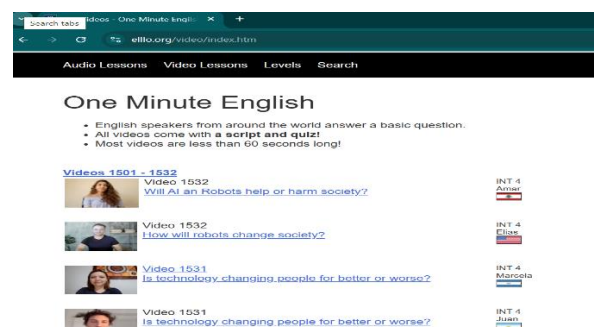 Search tabs
ideos - One Minute Englis
elllo.org/video/index.htm
Audio Lessons Video Lessons Levels Search
One Minute English
English speakers from around the world answer a basic question.
All videos come with a script and quiz!
Most videos are less than 60 seconds long!
Videos 1501 - 1532
Video 1532
Will AI an Robots help or harm society?
INT 4
Amar
Video 1532
How will robots change society?
INT 4
Elias
Video 1531
Is technology changing people for better or worse?
INT 4
Marcela
Video 1531
Is technology changing people for better or worse?
INT 4
Juan